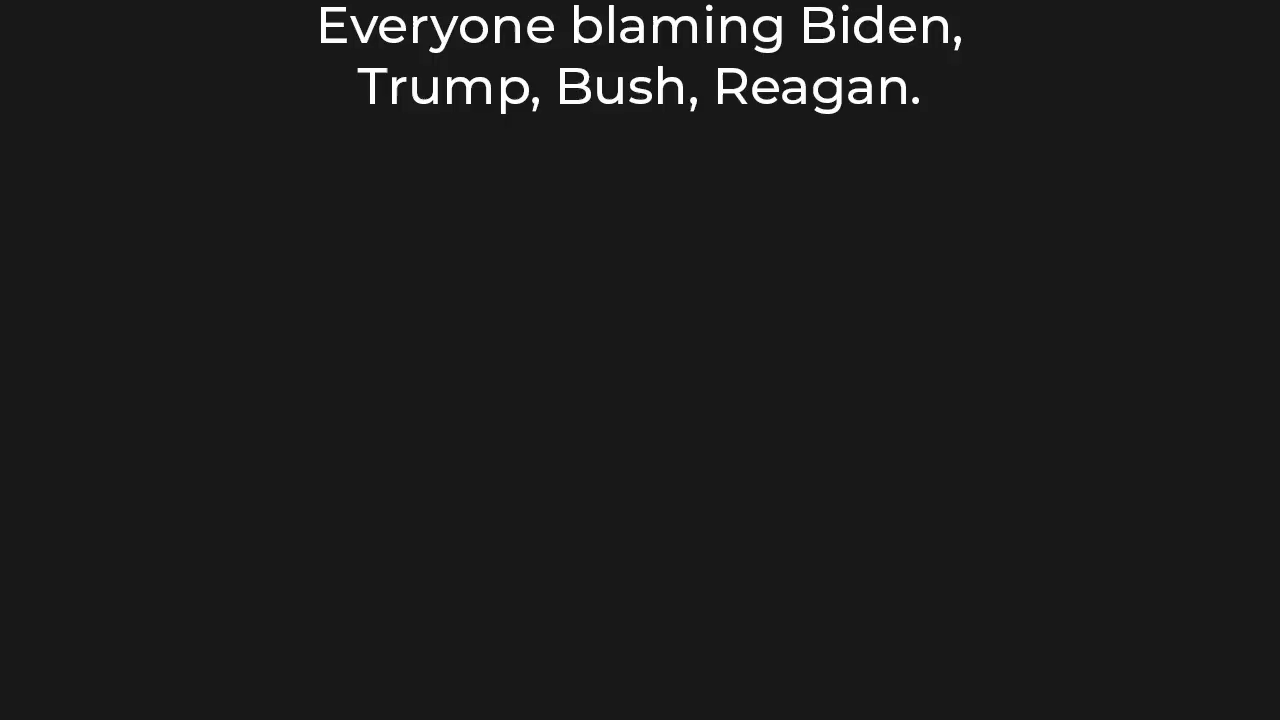 Everyone blaming Biden,
Trump, Bush, Reagan.